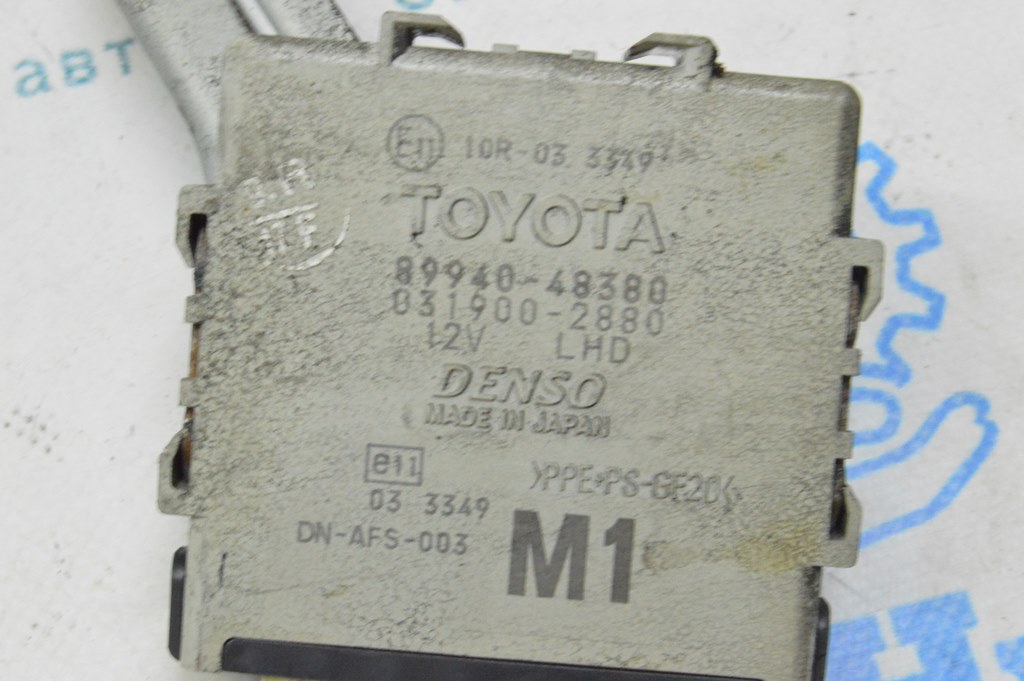 авт
E11 10R-03 3349
TOYOTA
89940-48380
031900-2880
12V LHD
DENSO
MADE IN JAPAN
e11
>PPE+PS-GF20<
03 3349
DN-AFS-003
M1